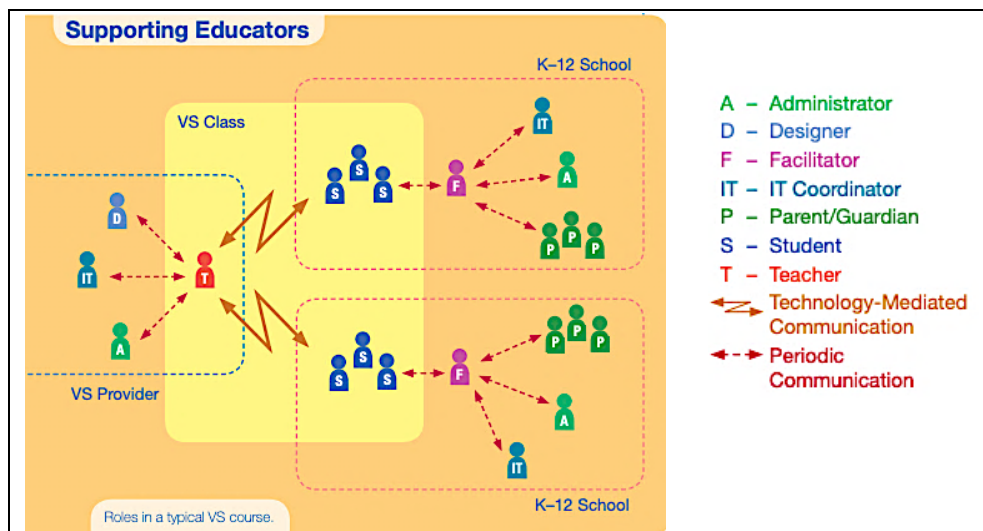 Supporting Educators
K–12 School
VS Class
IT
A
S
S
S
F
P
P
P
D
IT
T
A
VS Provider
P
P
P
S
S
S
F
A
IT
K–12 School
Roles in a typical VS course.
A – Administrator
D – Designer
F – Facilitator
IT – IT Coordinator
P – Parent/Guardian
S – Student
T – Teacher
Technology-Mediated
Communication
Periodic
Communication